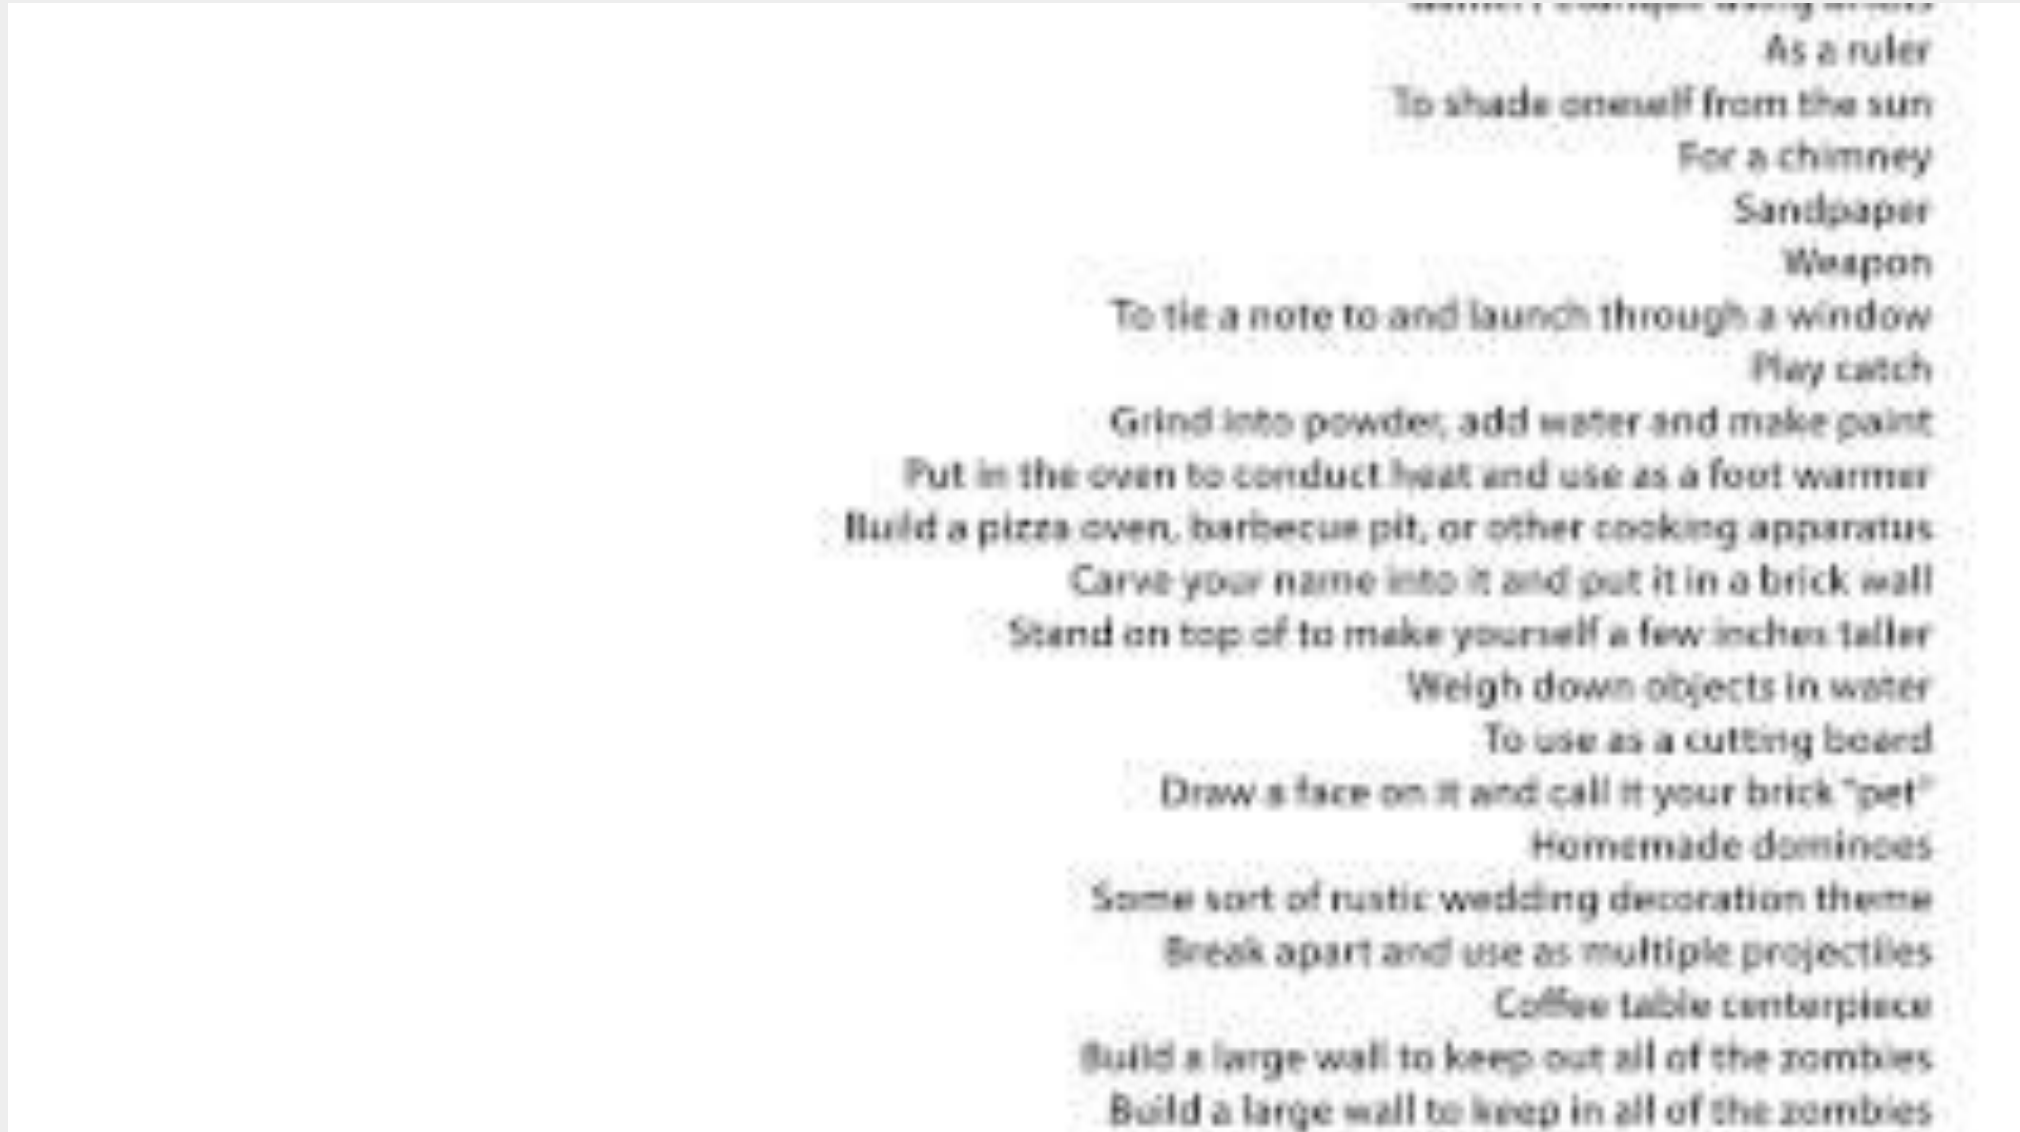 As a ruler
To shade oneself from the sun
For a chimney
Sandpaper
Weapon
To tie a note to and launch through a window
Play catch
Grind into powder, add water and make paint
Put in the oven to conduct heat and use as a foot warmer
Build a pizza oven, barbecue pit, or other cooking apparatus
Carve your name into it and put it in a brick wall
Stand on top of to make yourself a few inches taller
Weigh down objects in water
To use as a cutting board
Draw a face on it and call it your brick "pet"
Homemade dominoes
Some sort of rustic wedding decoration theme
Break apart and use as multiple projectiles
Coffee table centerpiece
Build a large wall to keep out all of the zombies
Build a large wall to keep in all of the zombies